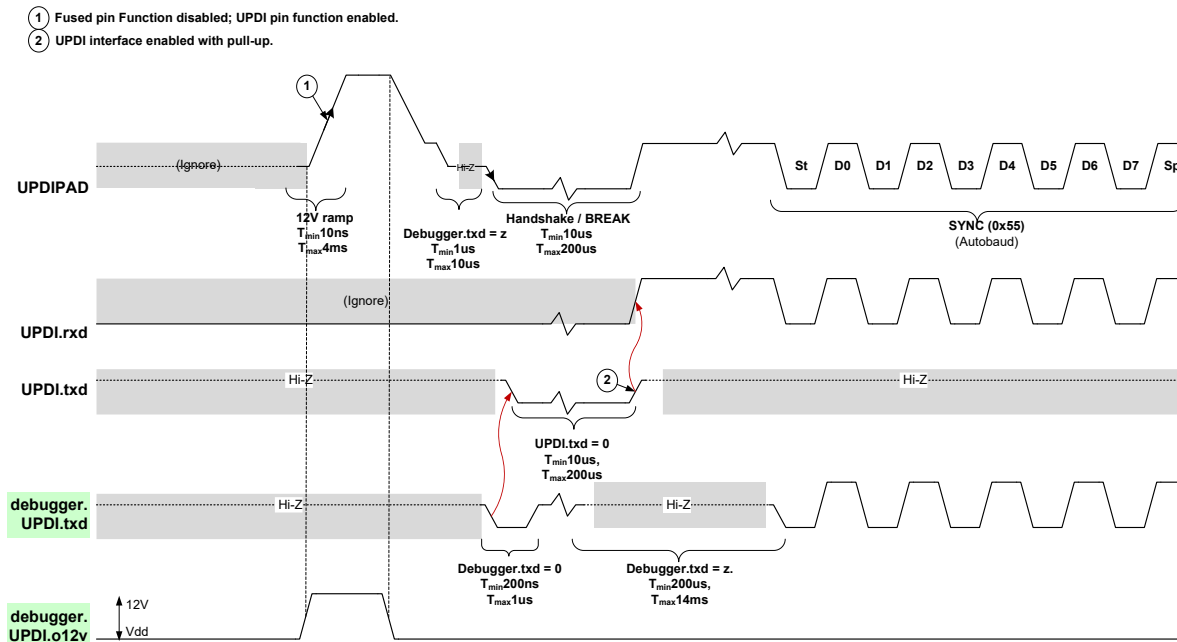 1 Fused pin Function disabled; UPDI pin function enabled.
2 UPDI interface enabled with pull-up.
1
(Ignore)
Hi-Z
UPDIPAD
St D0 D1 D2 D3 D4 D5 D6 D7 Sp
12V ramp
Tmin10ns
Tmax4ms
Debugger.txd = z
Tmin1us
Tmax10us
Handshake / BREAK
Tmin10us
Tmax200us
SYNC (0x55)
(Autobaud)
(Ignore)
UPDI.rxd
Hi-Z
2
Hi-Z
UPDI.txd
UPDI.txd = 0
Tmin10us,
Tmax200us
debugger.
UPDI.txd
Hi-Z
Hi-Z
Debugger.txd = 0
Tmin200ns
Tmax1us
Debugger.txd = z.
Tmin200us,
Tmax14ms
12V
debugger.
UPDI.o12v
Vdd